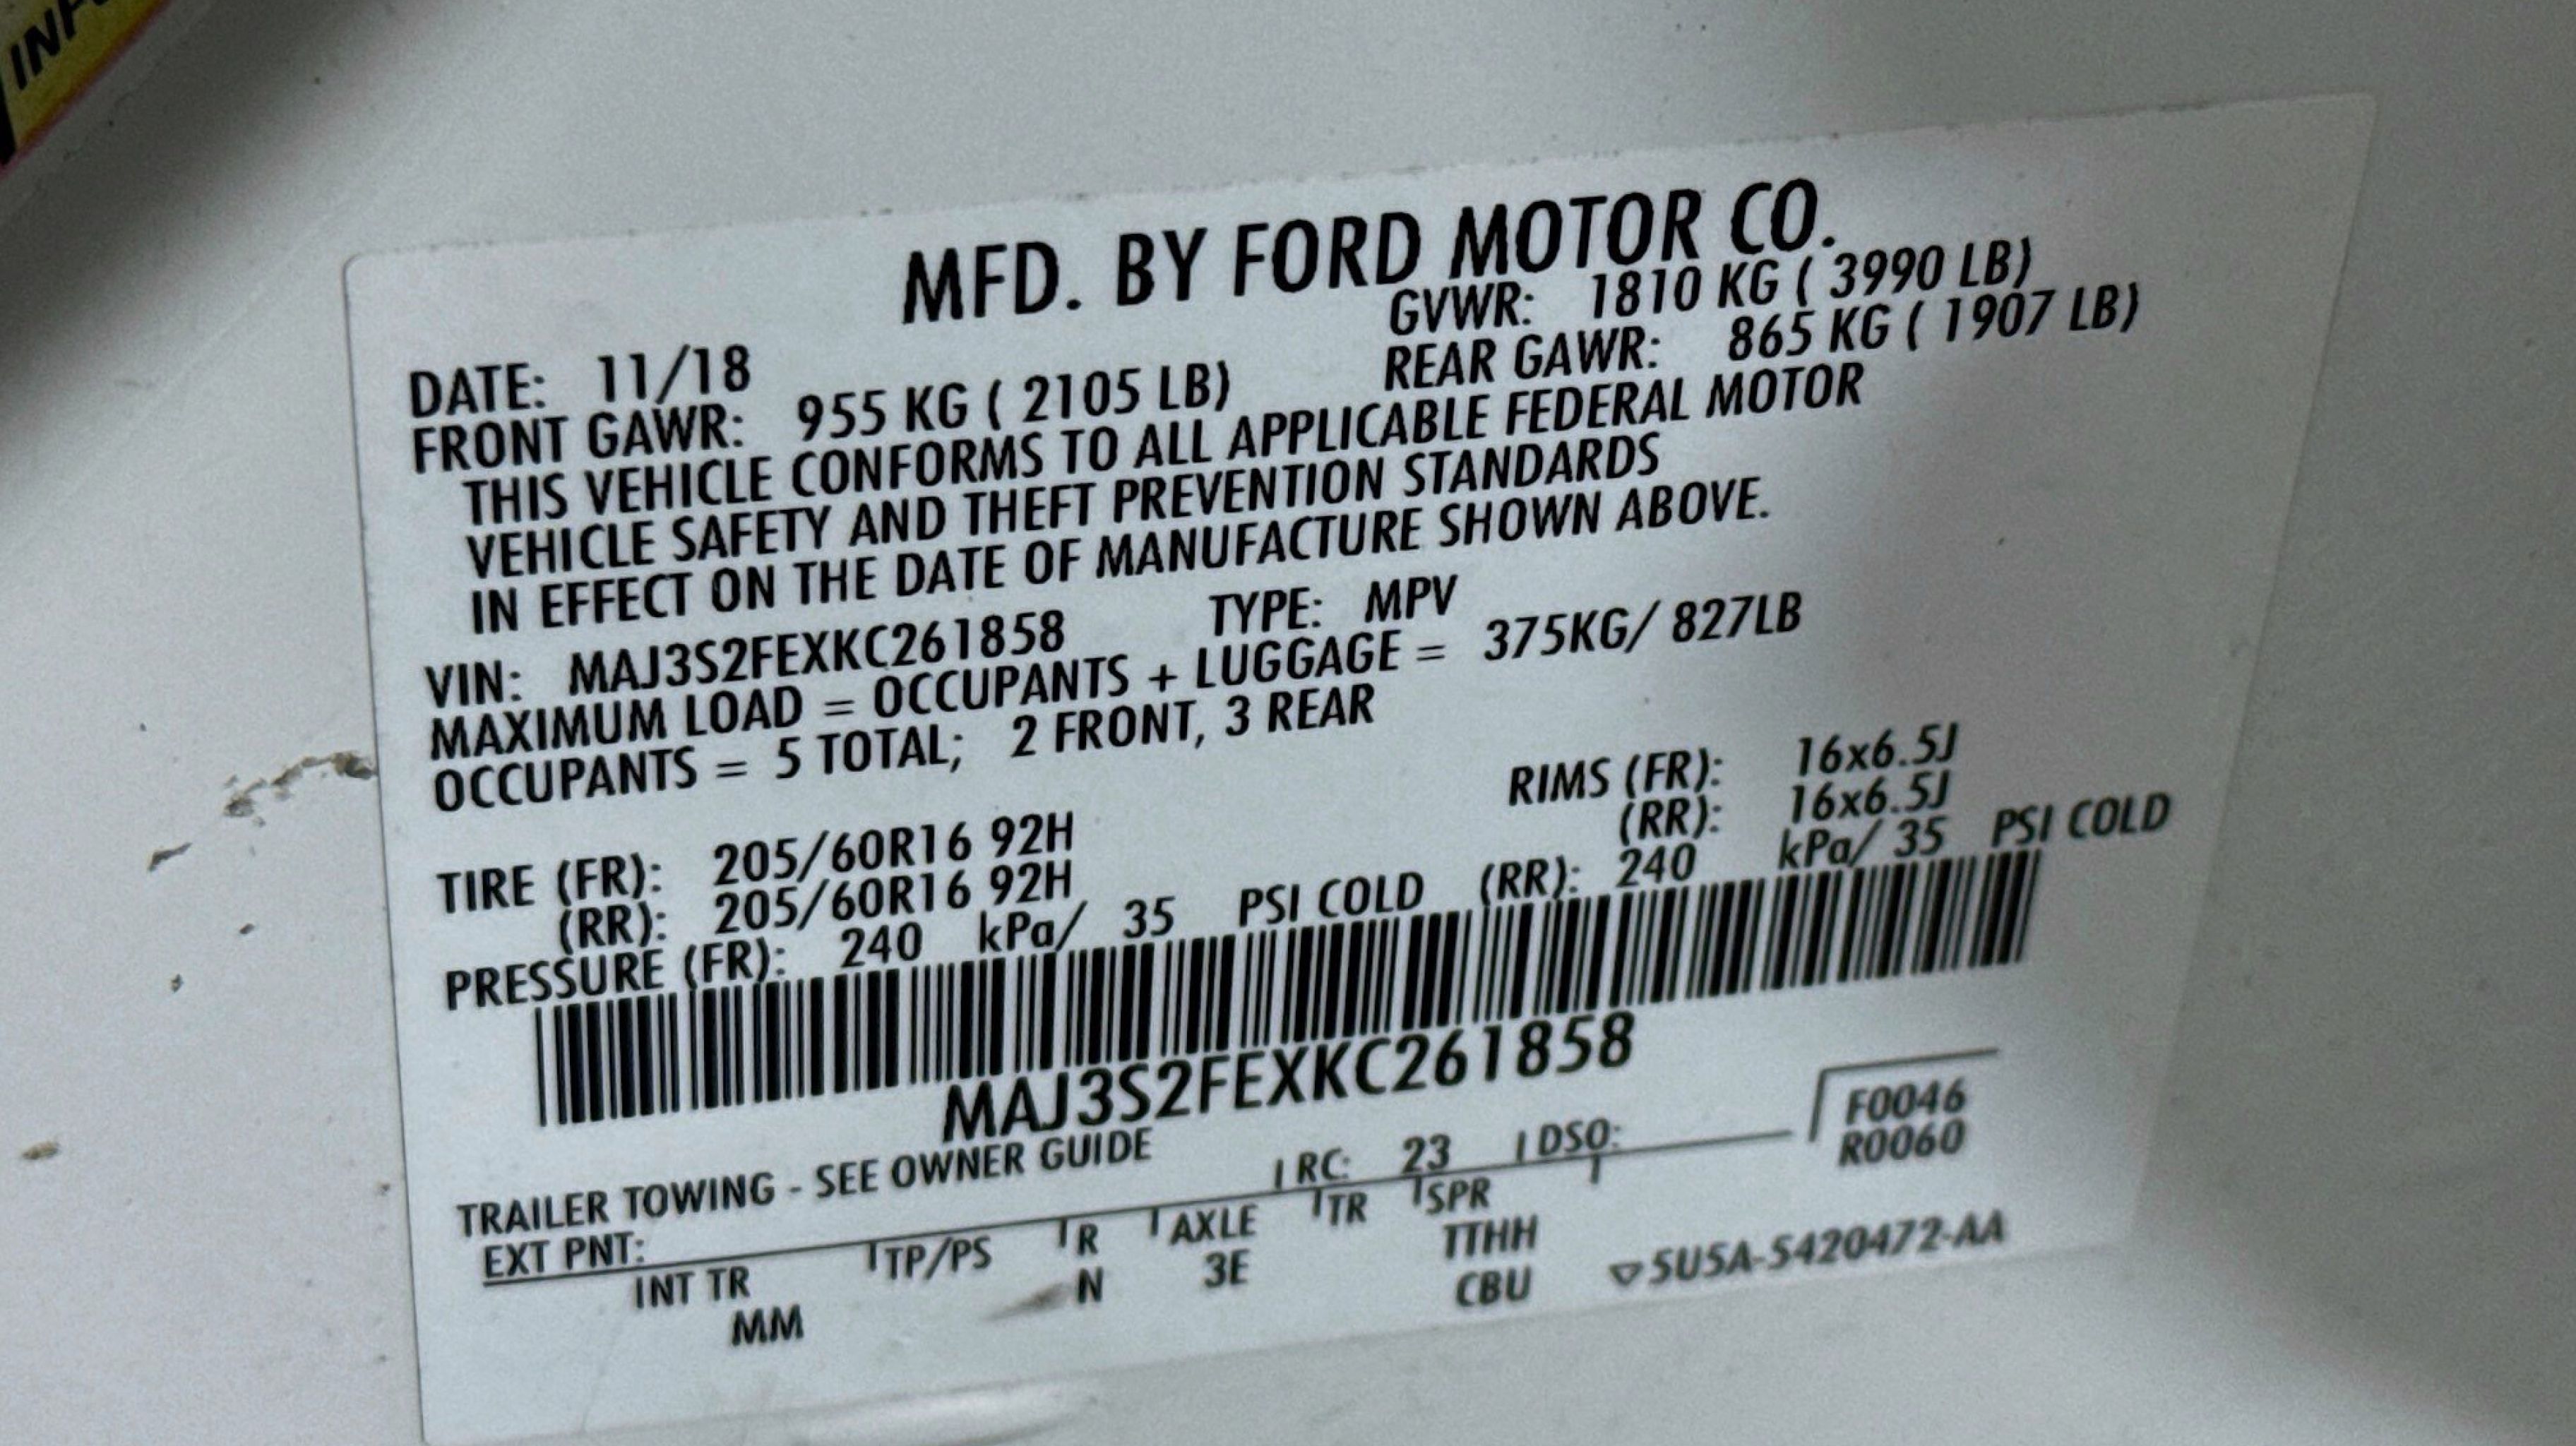 INF
MFD. BY FORD MOTOR CO.
DATE: 11/18 GVWR: 1810 KG ( 3990 LB)
FRONT GAWR: 955 KG ( 2105 LB) REAR GAWR: 865 KG ( 1907 LB)
THIS VEHICLE CONFORMS TO ALL APPLICABLE FEDERAL MOTOR
VEHICLE SAFETY AND THEFT PREVENTION STANDARDS
IN EFFECT ON THE DATE OF MANUFACTURE SHOWN ABOVE.
VIN: MAJ3S2FEXKC261858 TYPE: MPV
MAXIMUM LOAD = OCCUPANTS + LUGGAGE = 375KG/ 827LB
OCCUPANTS = 5 TOTAL; 2 FRONT, 3 REAR
TIRE (FR): 205/60R16 92H RIMS (FR): 16x6.5J
(RR): 205/60R16 92H (RR): 16x6.5J
PRESSURE (FR): 240 kPa/ 35 PSI COLD (RR): 240 kPa/ 35 PSI COLD
MAJ3S2FEXKC261858
TRAILER TOWING - SEE OWNER GUIDE
EXT PNT: RC: 23 DSO: F0046
R0060
INT TR TP/PS R AXLE TR SPR
MM N 3E TTHH
CBU
▽5U5A-5420472-AA